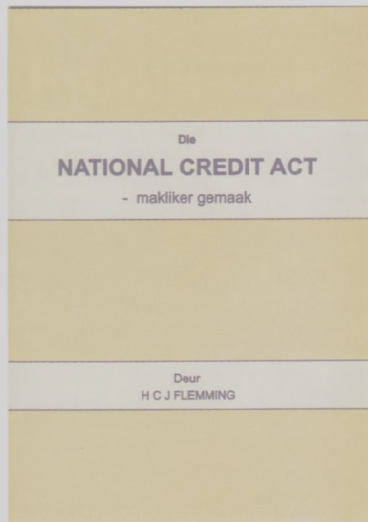 Die
NATIONAL CREDIT ACT
- makliker gemaak
Deur
H C J FLEMMING